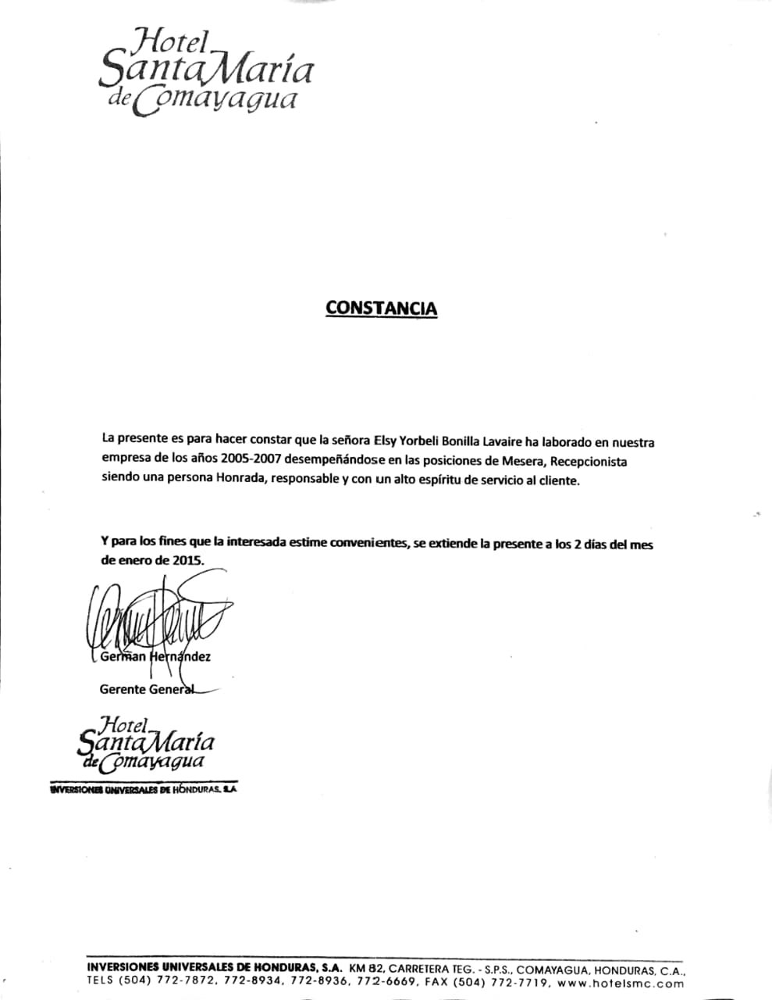 Hotel
Santa María
de Comayagua
CONSTANCIA
La presente es para hacer constar que la señora Elsy Yorbeli Bonilla Lavaire ha laborado en nuestra
empresa de los años 2005-2007 desempeñándose en las posiciones de Mesera, Recepcionista
siendo una persona Honrada, responsable y con un alto espíritu de servicio al cliente.
Y para los fines que la interesada estime convenientes, se extiende la presente a los 2 días del mes
de enero de 2015.
German Hernández
Gerente General
Hotel
Santa María
de Comayagua
INVERSIONES UNIVERSALES DE HONDURAS, S.A
INVERSIONES UNIVERSALES DE HONDURAS, S.A. KM 82, CARRETERA TEG. - S.P.S., COMAYAGUA, HONDURAS, C.A.,
TELS (504) 772-7872, 772-8934, 772-8936, 772-6669, FAX (504) 772-7719, www.hotelsmc.com